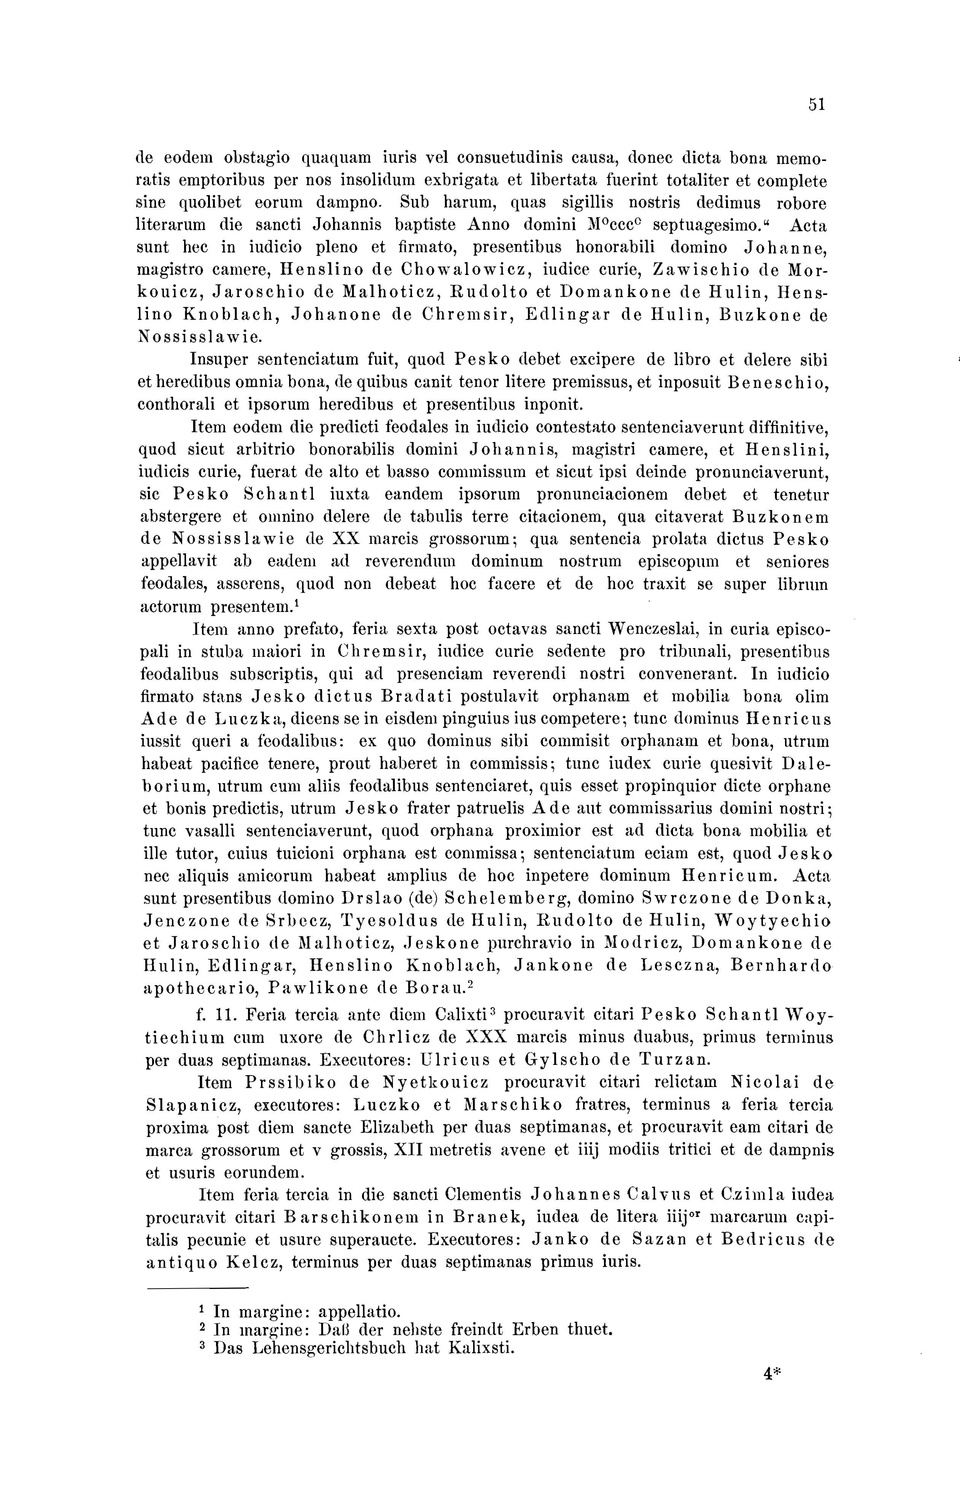 51
de eodem obstagio quaquam iuris vel consuetudinis causa, donec dicta bona memo-
ratis emptoribus per nos insolidum exbrigata et libertata fuerint totaliter et complete
sine quolibet eorum dampno. Sub harum, quas sigillis nostris dedimus robore
literarum die sancti Johannis baptiste Anno domini M⁰ccc⁰ septuagesimo.“ Acta
sunt hec in iudicio pleno et firmato, presentibus honorabili domino Johanne,
magistro camere, Henslino de Chowalowicz, iudice curie, Zawischio de Mor-
kouicz, Jaroschio de Malhoticz, Rudolto et Domankone de Hulin, Hens-
lino Knoblach, Johanone de Chremsir, Edlingar de Hulin, Buzkone de
Nossisslawie.
Insuper sentenciatum fuit, quod Pesko debet excipere de libro et delere sibi
et heredibus omnia bona, de quibus canit tenor litere premissus, et inposuit Beneschio,
conthorali et ipsorum heredibus et presentibus inponit.
Item eodem die predicti feodales in iudicio contestato sentenciaverunt diffinitive,
quod sicut arbitrio bonorabilis domini Johannis, magistri camere, et Henslini,
iudicis curie, fuerat de alto et basso commissum et sicut ipsi deinde pronunciaverunt,
sic Pesko Schantl iuxta eandem ipsorum pronunciacionem debet et tenetur
abstergere et omnino delere de tabulis terre citacionem, qua citaverat Buzkonem
de Nossisslawie de XX marcis grossorum; qua sentencia prolata dictus Pesko
appellavit ab eadem ad reverendum dominum nostrum episcopum et seniores
feodales, asserens, quod non debeat hoc facere et de hoc traxit se super librum
actorum presentem.¹
Item anno prefato, feria sexta post octavas sancti Wenczeslai, in curia episco-
pali in stuba maiori in Chremsir, iudice curie sedente pro tribunali, presentibus
feodalibus subscriptis, qui ad presenciam reverendi nostri convenerant. In iudicio
firmato stans Jesko dictus Bradati postulavit orphanam et mobilia bona olim
Ade de Luczka, dicens se in eisdem pinguius ius competere; tunc dominus Henricus
iussit queri a feodalibus: ex quo dominus sibi commisit orphanam et bona, utrum
habeat pacifice tenere, prout haberet in commissis; tunc iudex curie quesivit Dale-
borium, utrum cum aliis feodalibus sentenciaret, quis esset propinquior dicte orphane
et bonis predictis, utrum Jesko frater patruelis Ade aut commissarius domini nostri;
tunc vasalli sentenciaverunt, quod orphana proximior est ad dicta bona mobilia et
ille tutor, cuius tuicioni orphana est commissa; sentenciatum eciam est, quod Jesko
nec aliquis amicorum habeat amplius de hoc inpetere dominum Henricum. Acta
sunt presentibus domino Drslao (de) Schelemberg, domino Swrczone de Donka,
Jenczone de Srbecz, Tyesoldus de Hulin, Rudolto de Hulin, Woytyechio
et Jaroschio de Malhoticz, Jeskone purchravio in Modricz, Domankone de
Hulin, Edlingar, Henslino Knoblach, Jankone de Lesczna, Bernhardo
apothecario, Pawlikone de Borau.²
f. 11. Feria tercia ante diem Calixti³ procuravit citari Pesko Schantl Woy-
tiechium cum uxore de Chrlicz de XXX marcis minus duabus, primus terminus
per duas septimanas. Executores: Ulricus et Gylscho de Turzan.
Item Prssibiko de Nyetkouicz procuravit citari relictam Nicolai de
Slapanicz, executores: Luczko et Marschiko fratres, terminus a feria tercia
proxima post diem sancte Elizabeth per duas septimanas, et procuravit eam citari de
marca grossorum et v grossis, XII metretis avene et iiij modiis tritici et de dampnis
et usuris eorundem.
Item feria tercia in die sancti Clementis Johannes Calvus et Czimla iudea
procuravit citari Barschikonem in Branek, iudea de litera iiijᵒʳ marcarum capi-
talis pecunie et usure superaucte. Executores: Janko de Sazan et Bedricus de
antiquo Kelcz, terminus per duas septimanas primus iuris.
¹ In margine: appellatio.
² In margine: Daß der nehste freindt Erben thuet.
³ Das Lehensgerichtsbuch hat Kalixsti.
4*